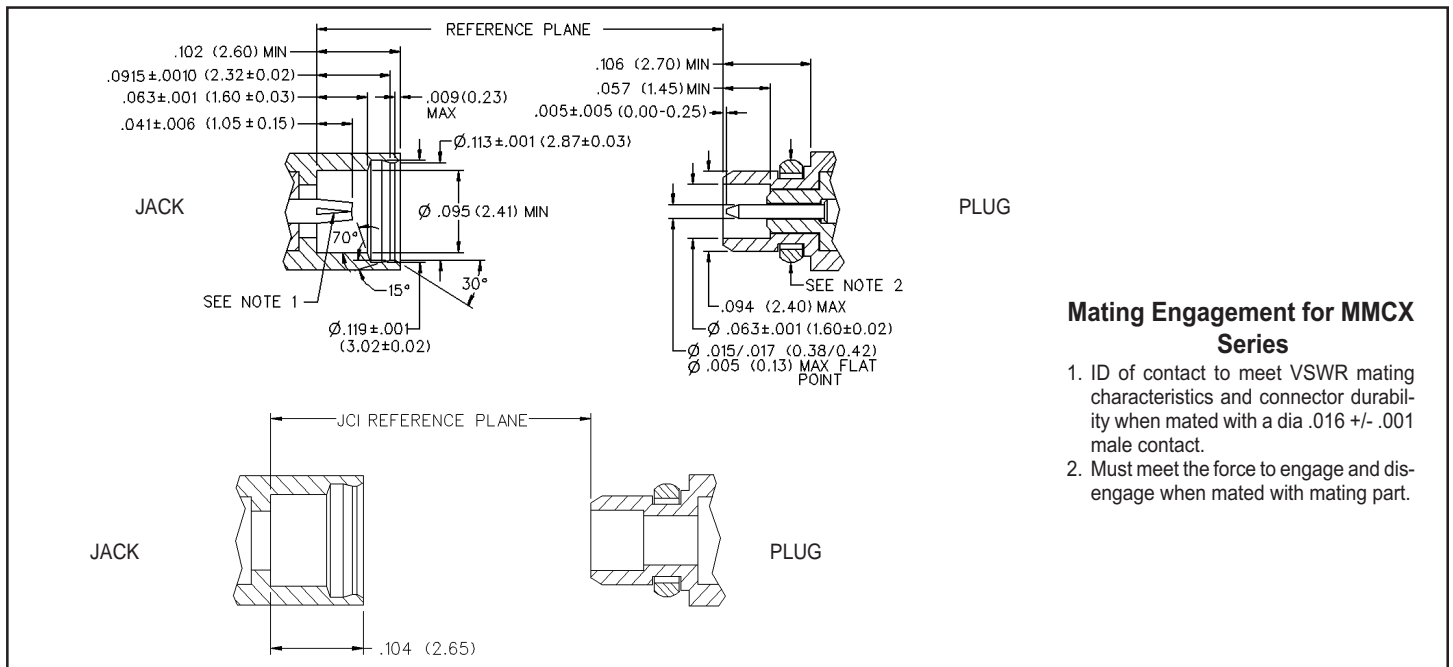 REFERENCE PLANE
.102 (2.60) MIN
.0915±.0010 (2.32±0.02)
.063±.001 (1.60±0.03)
.041±.006 (1.05±0.15)
.009(0.23)
MAX
Ø.113±.001 (2.87±0.03)
.106 (2.70) MIN
.057 (1.45) MIN
.005±.005 (0.00-0.25)
JACK
Ø .095 (2.41) MIN
70°
PLUG
SEE NOTE 1
15°
30°
Ø.119±.001
(3.02±0.02)
SEE NOTE 2
.094 (2.40) MAX
Ø .063±.001 (1.60±0.02)
Ø .015/.017 (0.38/0.42)
Ø .005 (0.13) MAX FLAT
POINT
Mating Engagement for MMCX
Series
1. ID of contact to meet VSWR mating
characteristics and connector durabil-
ity when mated with a dia .016 +/- .001
male contact.
2. Must meet the force to engage and dis-
engage when mated with mating part.
JCI REFERENCE PLANE
JACK
PLUG
.104 (2.65)